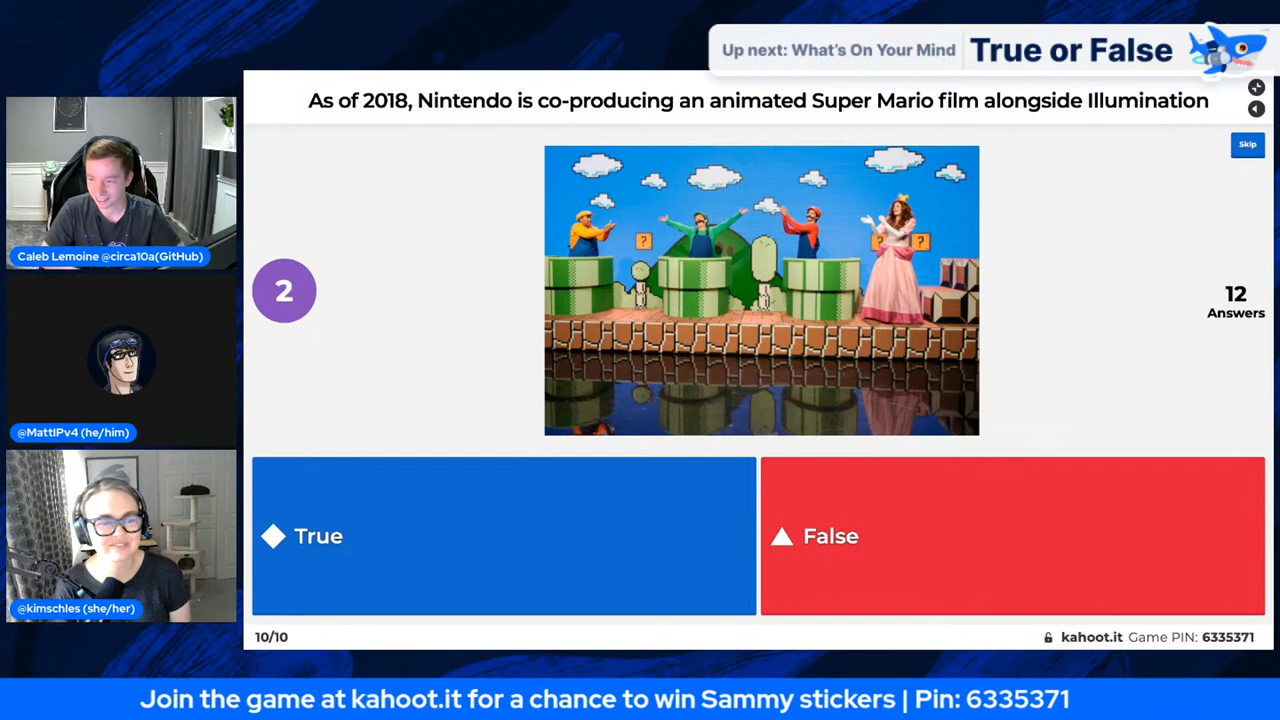 Up next: What's On Your Mind
True or False
As of 2018, Nintendo is co-producing an animated Super Mario film alongside Illumination
Skip
Caleb Lemoine @circa10a(GitHub)
2
?
?
?
12
Answers
@MattIPv4 (he/him)
True
False
@kimschles (she/her)
10/10
kahoot.it Game PIN: 6335371
Join the game at kahoot.it for a chance to win Sammy stickers | Pin: 6335371